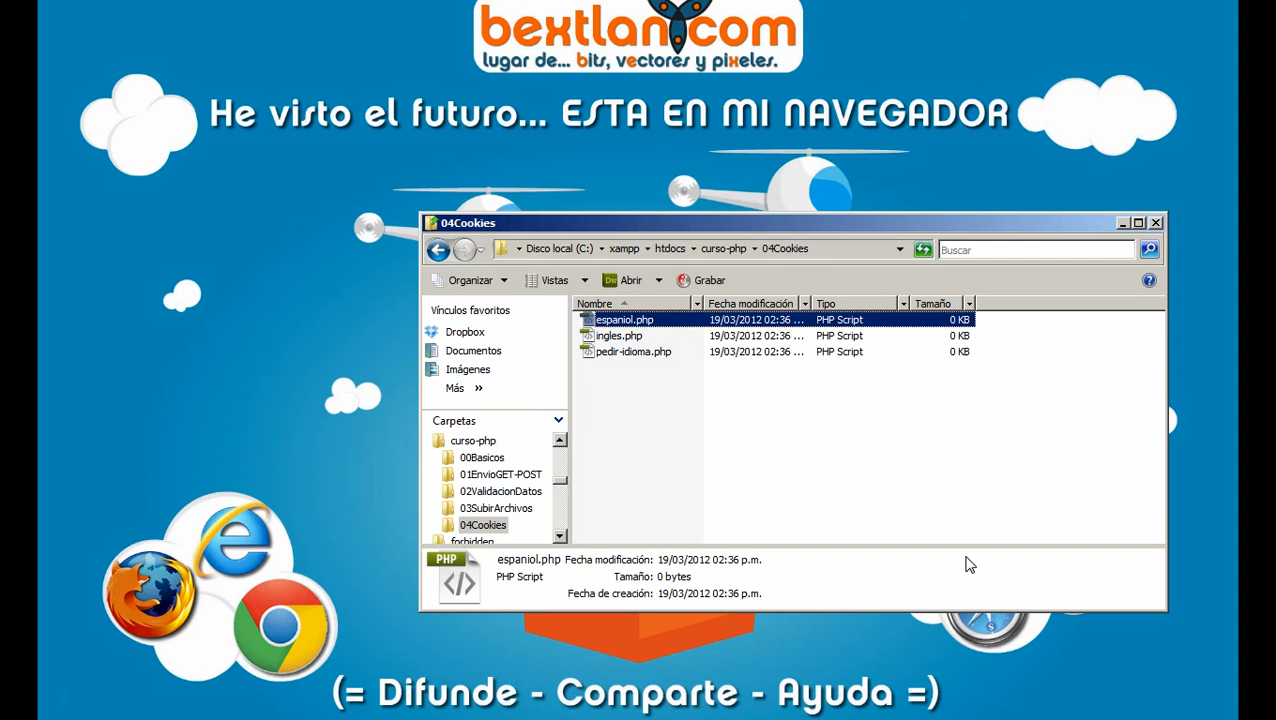 bextlan.com
lugar de... bits, vectores y pixeles.
He visto el futuro... ESTA EN MI NAVEGADOR
04Cookies
Disco local (C:) xampp htdocs curso-php 04Cookies
Buscar
Organizar Vistas Dw Abrir Grabar
Vínculos favoritos
Dropbox
Documentos
Imágenes
Más »
Carpetas
curso-php
00Basicos
01EnvioGET-POST
02ValidacionDatos
03SubirArchivos
04Cookies
forbidden
Nombre Fecha modificación Tipo Tamaño
espaniol.php 19/03/2012 02:36 ... PHP Script 0 KB
ingles.php 19/03/2012 02:36 ... PHP Script 0 KB
pedir-idioma.php 19/03/2012 02:36 ... PHP Script 0 KB
PHP
espaniol.php Fecha modificación: 19/03/2012 02:36 p.m.
PHP Script Tamaño: 0 bytes
Fecha de creación: 19/03/2012 02:36 p.m.
(= Difunde - Comparte - Ayuda =)